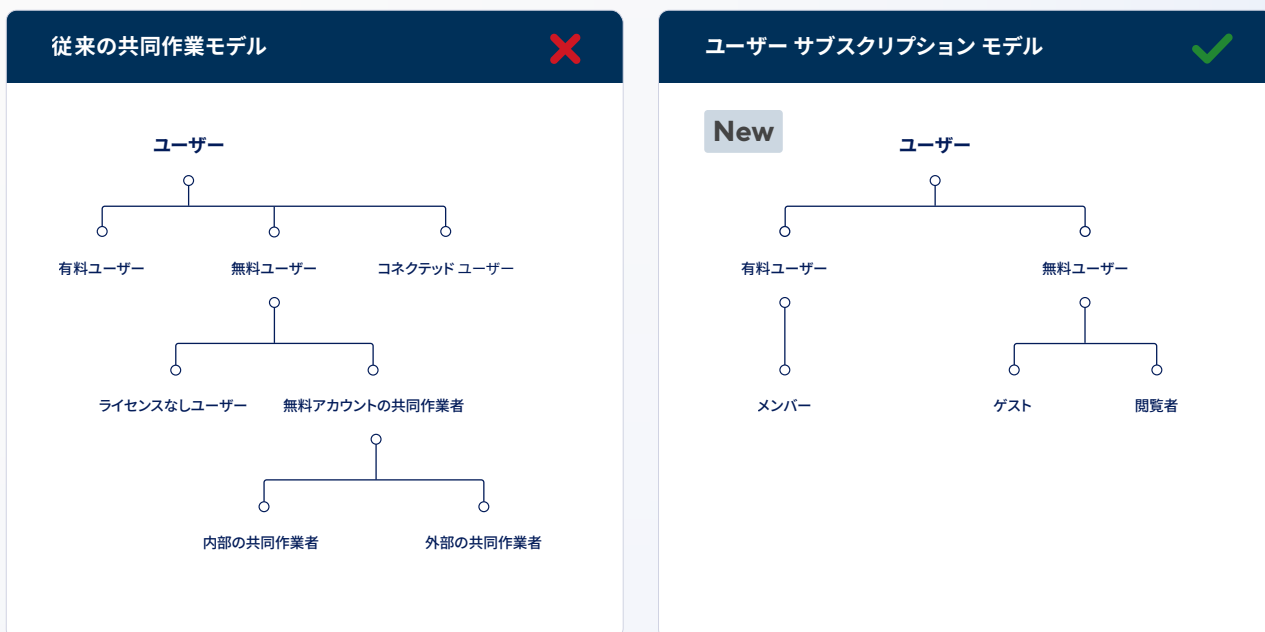 従来の共同作業モデル
ユーザー
有料ユーザー
無料ユーザー
コネクテッド ユーザー
ライセンスなしユーザー
無料アカウントの共同作業者
内部の共同作業者
外部の共同作業者
ユーザー サブスクリプション モデル
New
ユーザー
有料ユーザー
無料ユーザー
メンバー
ゲスト
閲覧者